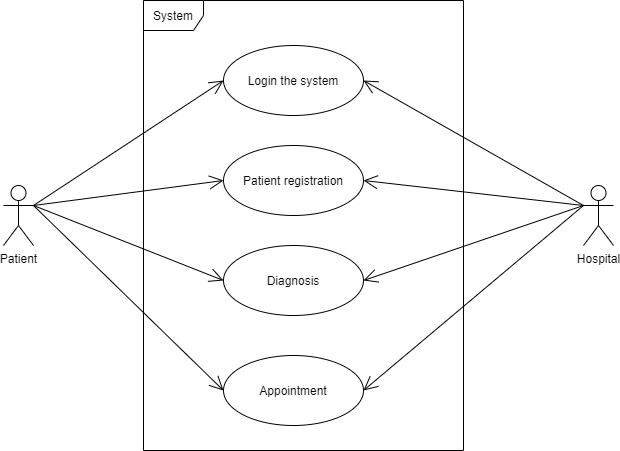 System
Login the system
Patient registration
Patient
Hospital
Diagnosis
Appointment